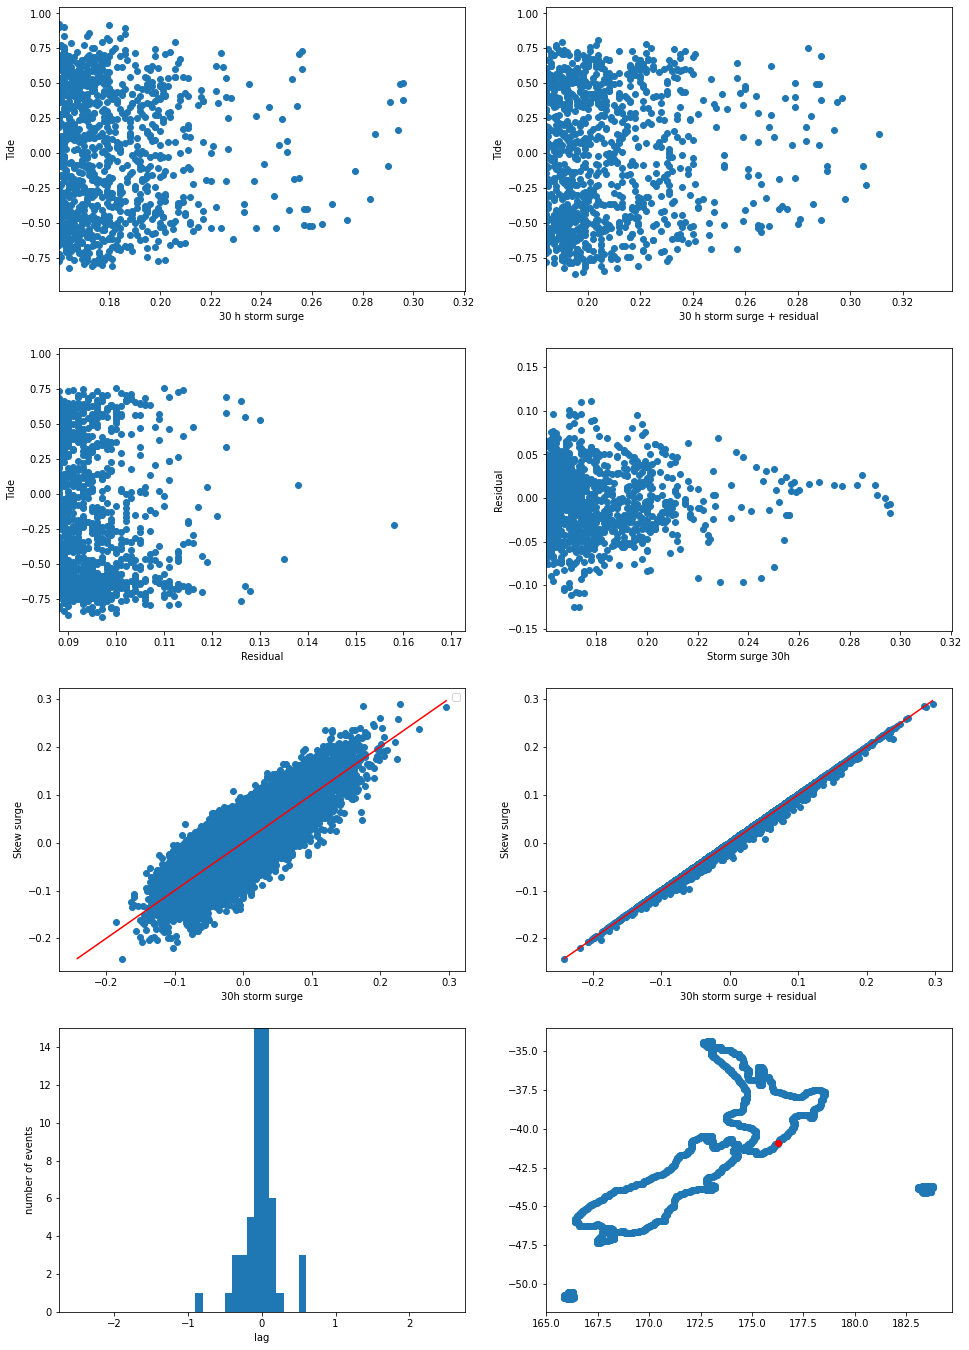 1.00
0.75
0.50
0.25
0.00
−0.25
−0.50
−0.75
Tide
0.18 0.20 0.22 0.24 0.26 0.28 0.30 0.32
30 h storm surge
1.00
0.75
0.50
0.25
0.00
−0.25
−0.50
−0.75
Tide
0.20 0.22 0.24 0.26 0.28 0.30 0.32
30 h storm surge + residual
1.00
0.75
0.50
0.25
0.00
−0.25
−0.50
−0.75
Tide
0.09 0.10 0.11 0.12 0.13 0.14 0.15 0.16 0.17
Residual
0.15
0.10
0.05
0.00
−0.05
−0.10
−0.15
Residual
0.18 0.20 0.22 0.24 0.26 0.28 0.30 0.32
Storm surge 30h
0.3
0.2
0.1
0.0
−0.1
−0.2
Skew surge
−0.2 −0.1 0.0 0.1 0.2 0.3
30h storm surge
0.3
0.2
0.1
0.0
−0.1
−0.2
Skew surge
−0.2 −0.1 0.0 0.1 0.2 0.3
30h storm surge + residual
14
12
10
8
6
4
2
0
number of events
−2 −1 0 1 2
lag
−35.0
−37.5
−40.0
−42.5
−45.0
−47.5
−50.0
165.0 167.5 170.0 172.5 175.0 177.5 180.0 182.5